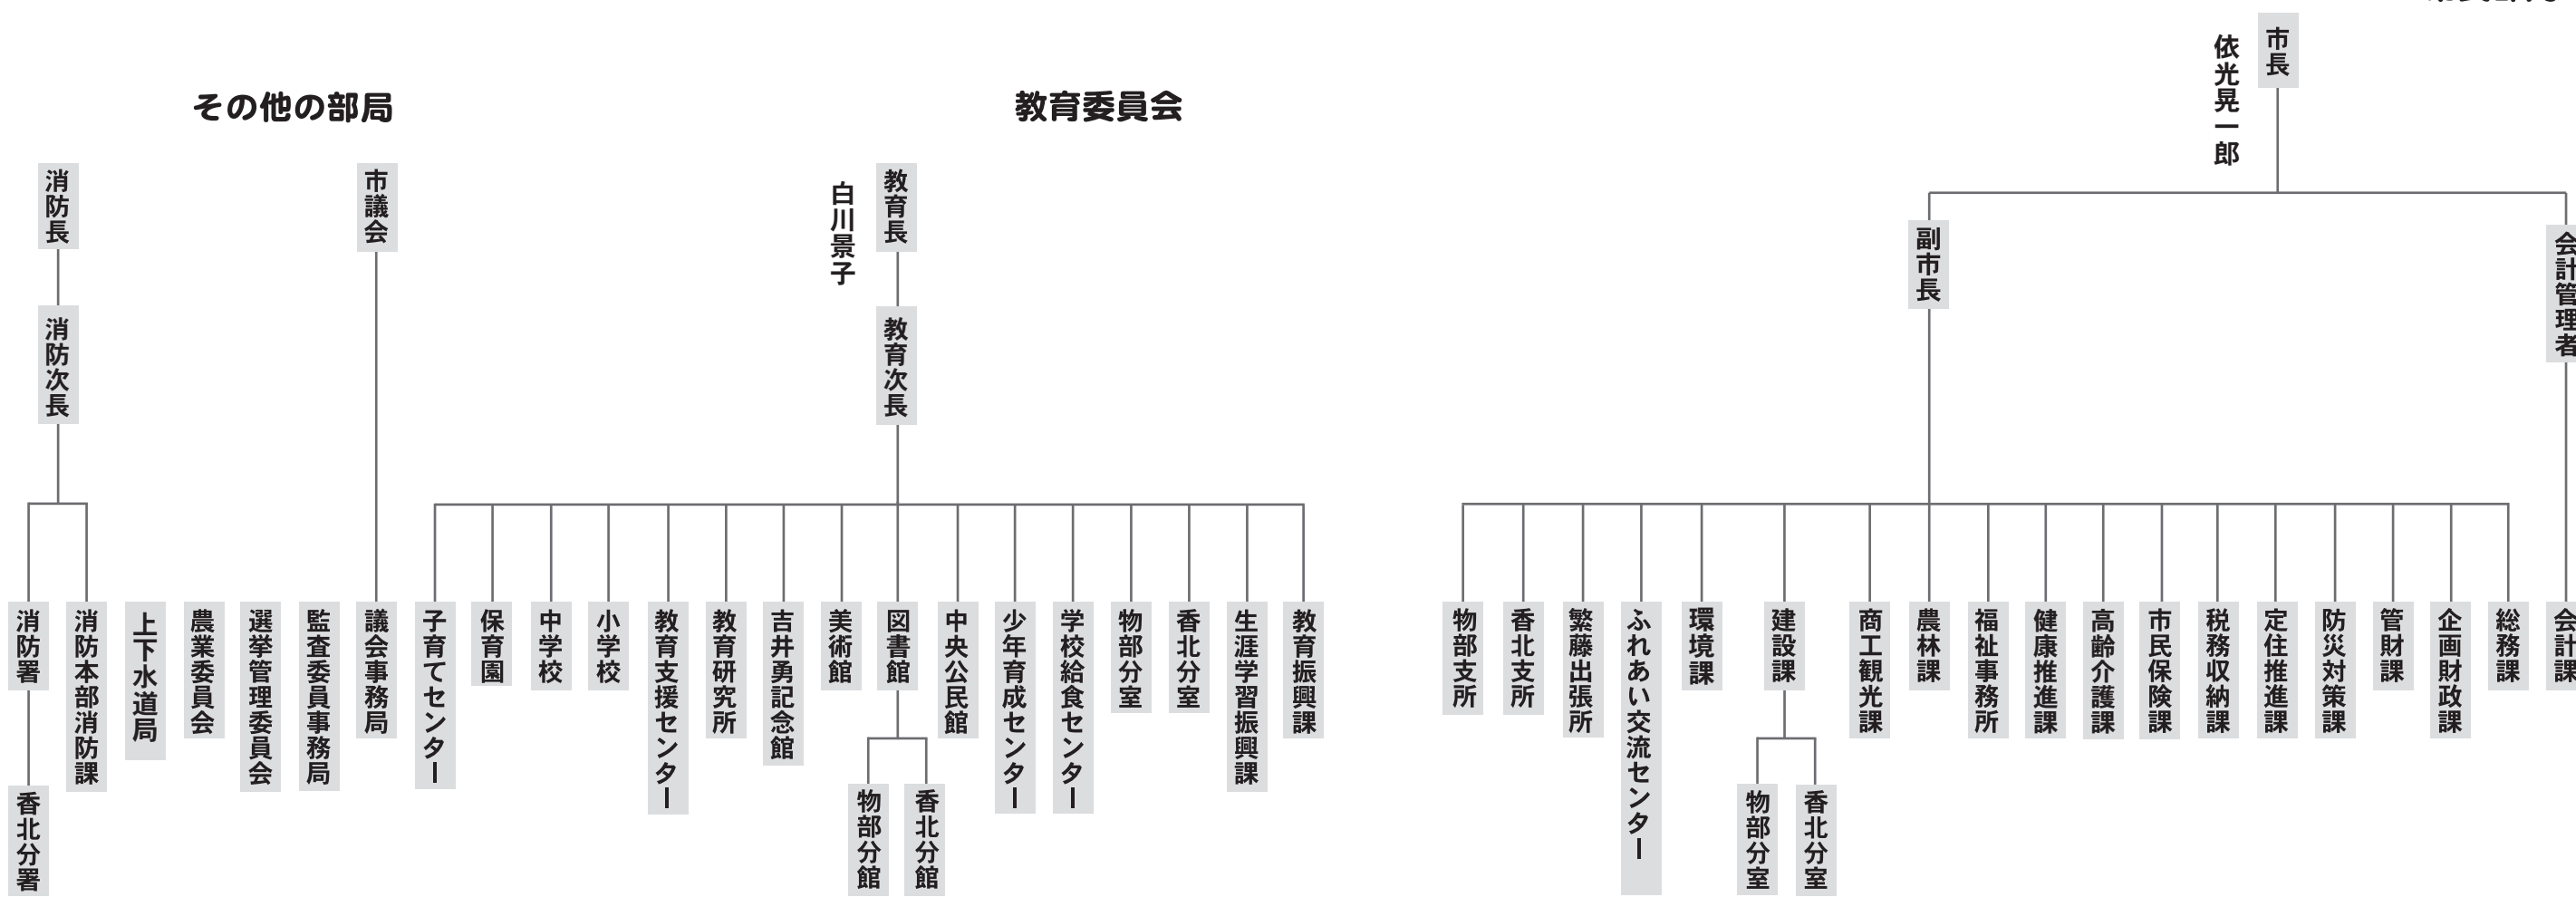 市長
依光晃一郎
会計管理者
副市長
会計課
総務課
企画財政課
管財課
防災対策課
定住推進課
税務収納課
市民保険課
高齢介護課
健康推進課
福祉事務所
農林課
商工観光課
建設課
香北分室
物部分室
環境課
ふれあい交流センター
繁藤出張所
香北支所
物部支所
教育委員会
教育長
白川景子
教育次長
教育振興課
生涯学習振興課
香北分室
物部分室
学校給食センター
少年育成センター
中央公民館
図書館
香北分館
物部分館
美術館
吉井勇記念館
教育研究所
教育支援センター
小学校
中学校
保育園
子育てセンター
その他の部局
市議会
議会事務局
監査委員事務局
選挙管理委員会
農業委員会
上下水道局
消防長
消防次長
消防本部消防課
消防署
香北分署